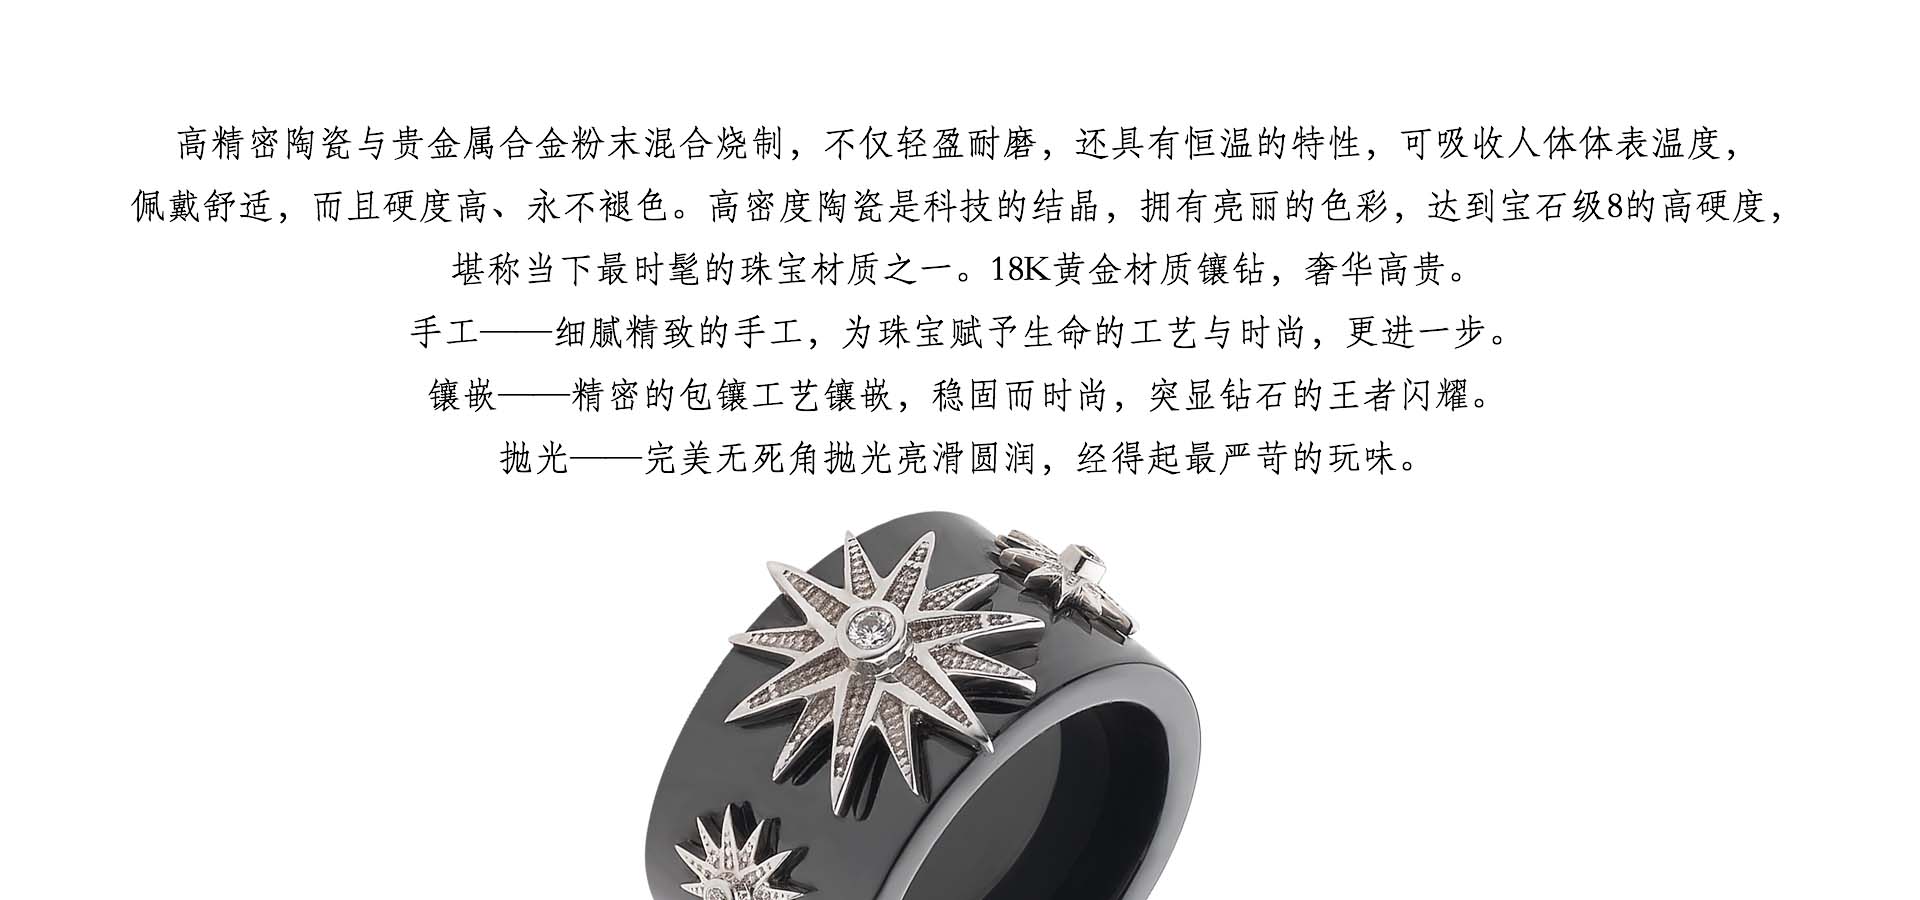 高精密陶瓷与贵金属合金粉末混合烧制，不仅轻盈耐磨，还具有恒温的特性，可吸收人体体表温度，
佩戴舒适，而且硬度高、永不褪色。高密度陶瓷是科技的结晶，拥有亮丽的色彩，达到宝石级8的高硬度，
堪称当下最时髦的珠宝材质之一。18K黄金材质镶钻，奢华高贵。
手工——细腻精致的手工，为珠宝赋予生命的工艺与时尚，更进一步。
镶嵌——精密的包镶工艺镶嵌，稳固而时尚，突显钻石的王者闪耀。
抛光——完美无死角抛光亮滑圆润，经得起最严苛的玩味。